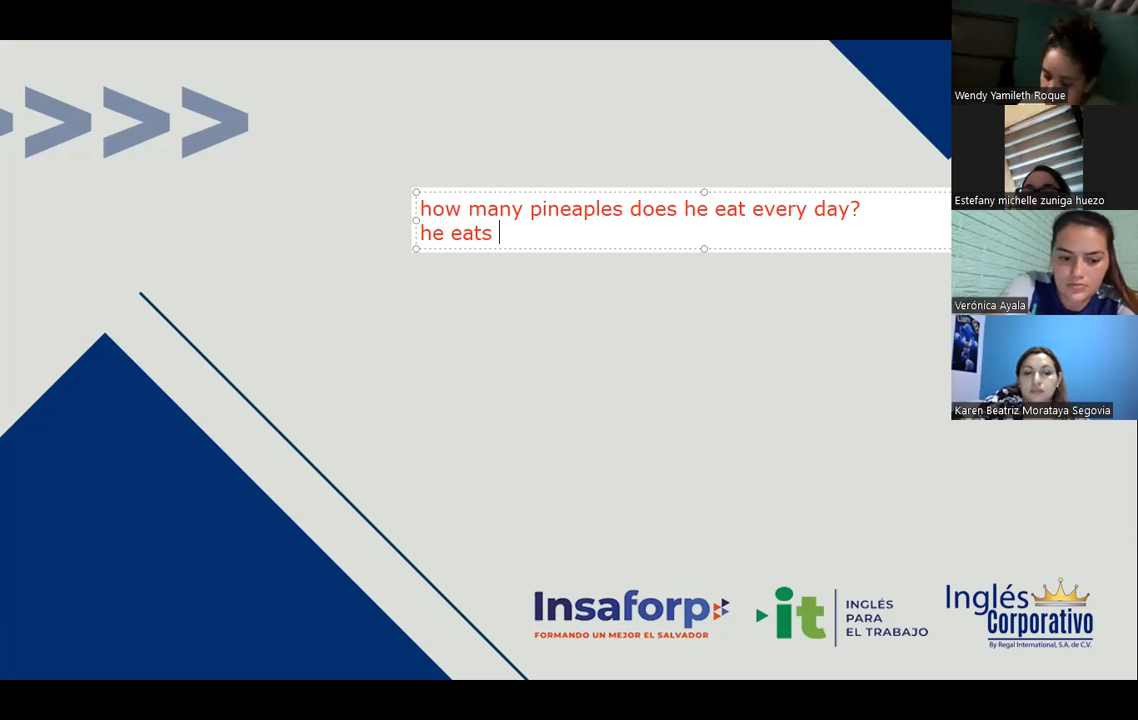 how many pineaples does he eat every day?
he eats
Wendy Yamileth Roque
Estefany michelle zuniga huezo
Verónica Ayala
Karen Beatriz Morataya Segovia
Insaforp
FORMANDO UN MEJOR EL SALVADOR
it
INGLÉS
PARA
EL TRABAJO
Inglés
Corporativo
By Regal International, S.A. de C.V.